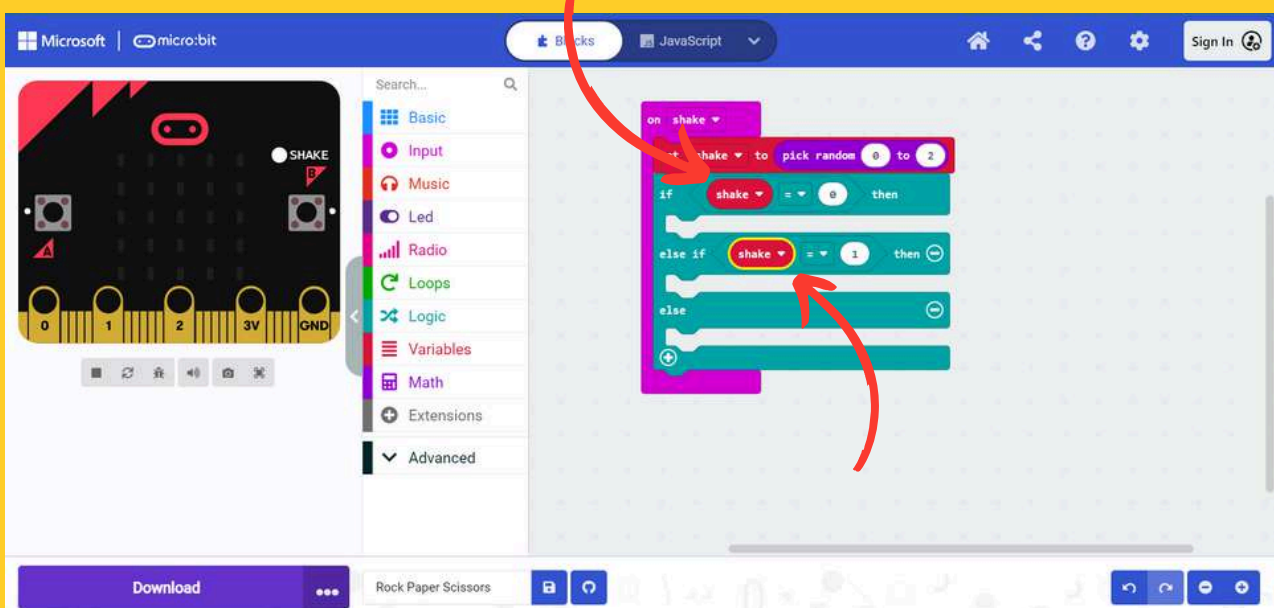 Microsoft | micro:bit
Blocks
JavaScript
Sign In
SHAKE
B
A
0 1 2 3V GND
Search...
Basic
Input
Music
Led
Radio
Loops
Logic
Variables
Math
Extensions
Advanced
on shake
shake to pick random 0 to 2
if shake = 0 then
else if shake = 1 then
else
Download
Rock Paper Scissors